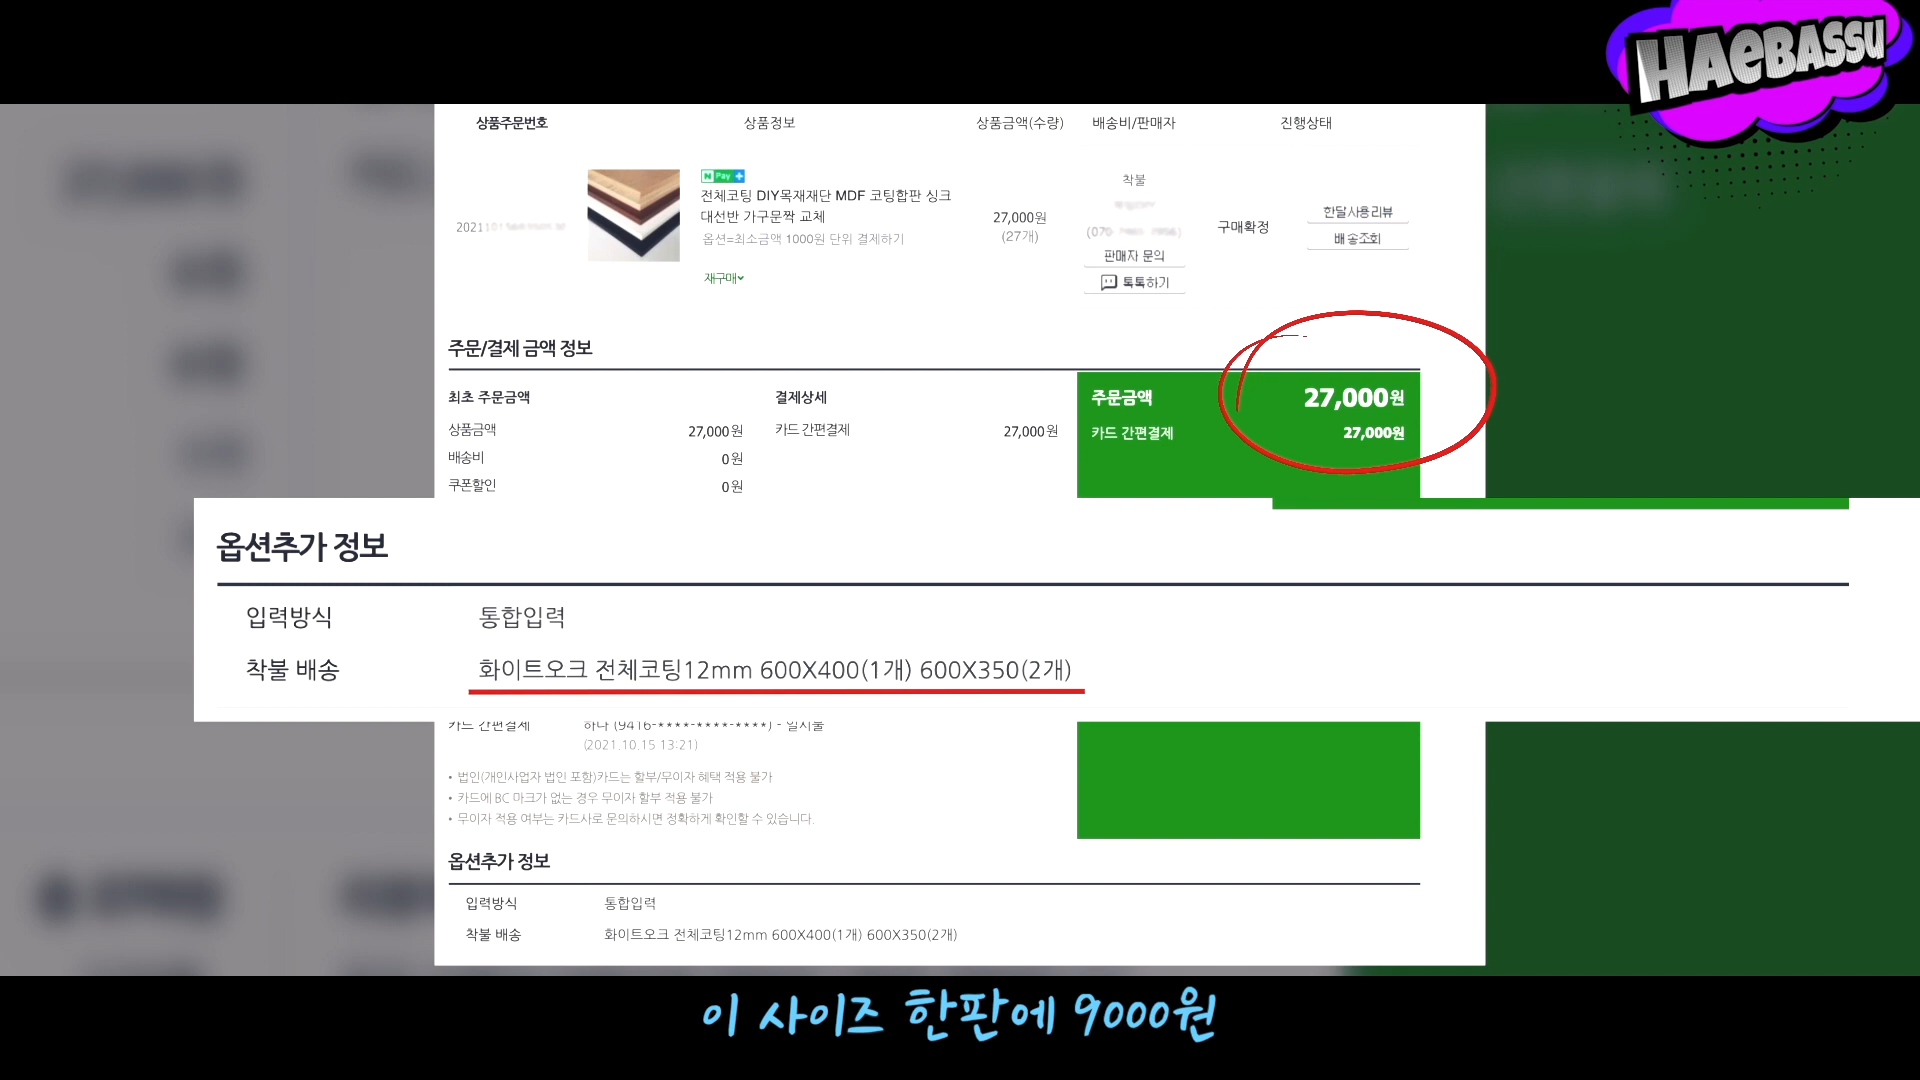 HAEBASSU
상품주문번호 상품정보 상품금액(수량) 배송비/판매자 진행상태
N Pay +
전체코팅 DIY목재재단 MDF 코팅합판 싱크
대선반 가구문짝 교체
옵션=최소금액 1000원 단위 결제하기
재구매
2021
27,000원
(27개)
착불
(070-
판매자 문의
톡톡하기
구매확정
한달사용리뷰
배송조회
주문/결제 금액 정보
최초 주문금액 결제상세 주문금액 27,000원
상품금액 27,000원 카드 간편결제 27,000원 카드 간편결제 27,000원
배송비 0원
쿠폰할인 0원
옵션추가 정보
입력방식 통합입력
착불 배송 화이트오크 전체코팅12mm 600X400(1개) 600X350(2개)
카드 간편결제 하나 (9416-****-****-****) - 일시불
(2021.10.15 13:21)
• 법인(개인사업자 법인 포함)카드는 할부/무이자 혜택 적용 불가
• 카드에 BC 마크가 없는 경우 무이자 할부 적용 불가
• 무이자 적용 여부는 카드사로 문의하시면 정확하게 확인할 수 있습니다.
옵션추가 정보
입력방식 통합입력
착불 배송 화이트오크 전체코팅12mm 600X400(1개) 600X350(2개)
이 사이즈 한판에 9000원